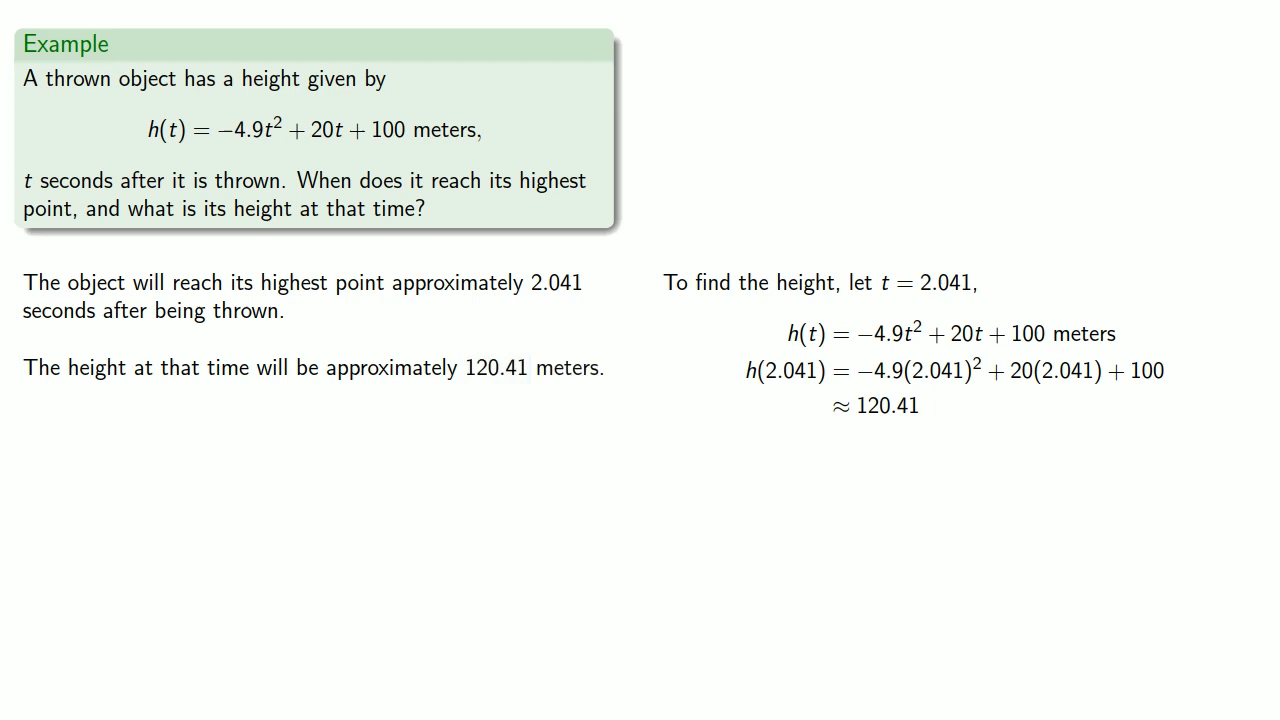 Example
A thrown object has a height given by
h(t) = −4.9t² + 20t + 100 meters,
t seconds after it is thrown. When does it reach its highest
point, and what is its height at that time?
The object will reach its highest point approximately 2.041
seconds after being thrown.
The height at that time will be approximately 120.41 meters.
To find the height, let t = 2.041,
h(t) = −4.9t² + 20t + 100 meters
h(2.041) = −4.9(2.041)² + 20(2.041) + 100
≈ 120.41